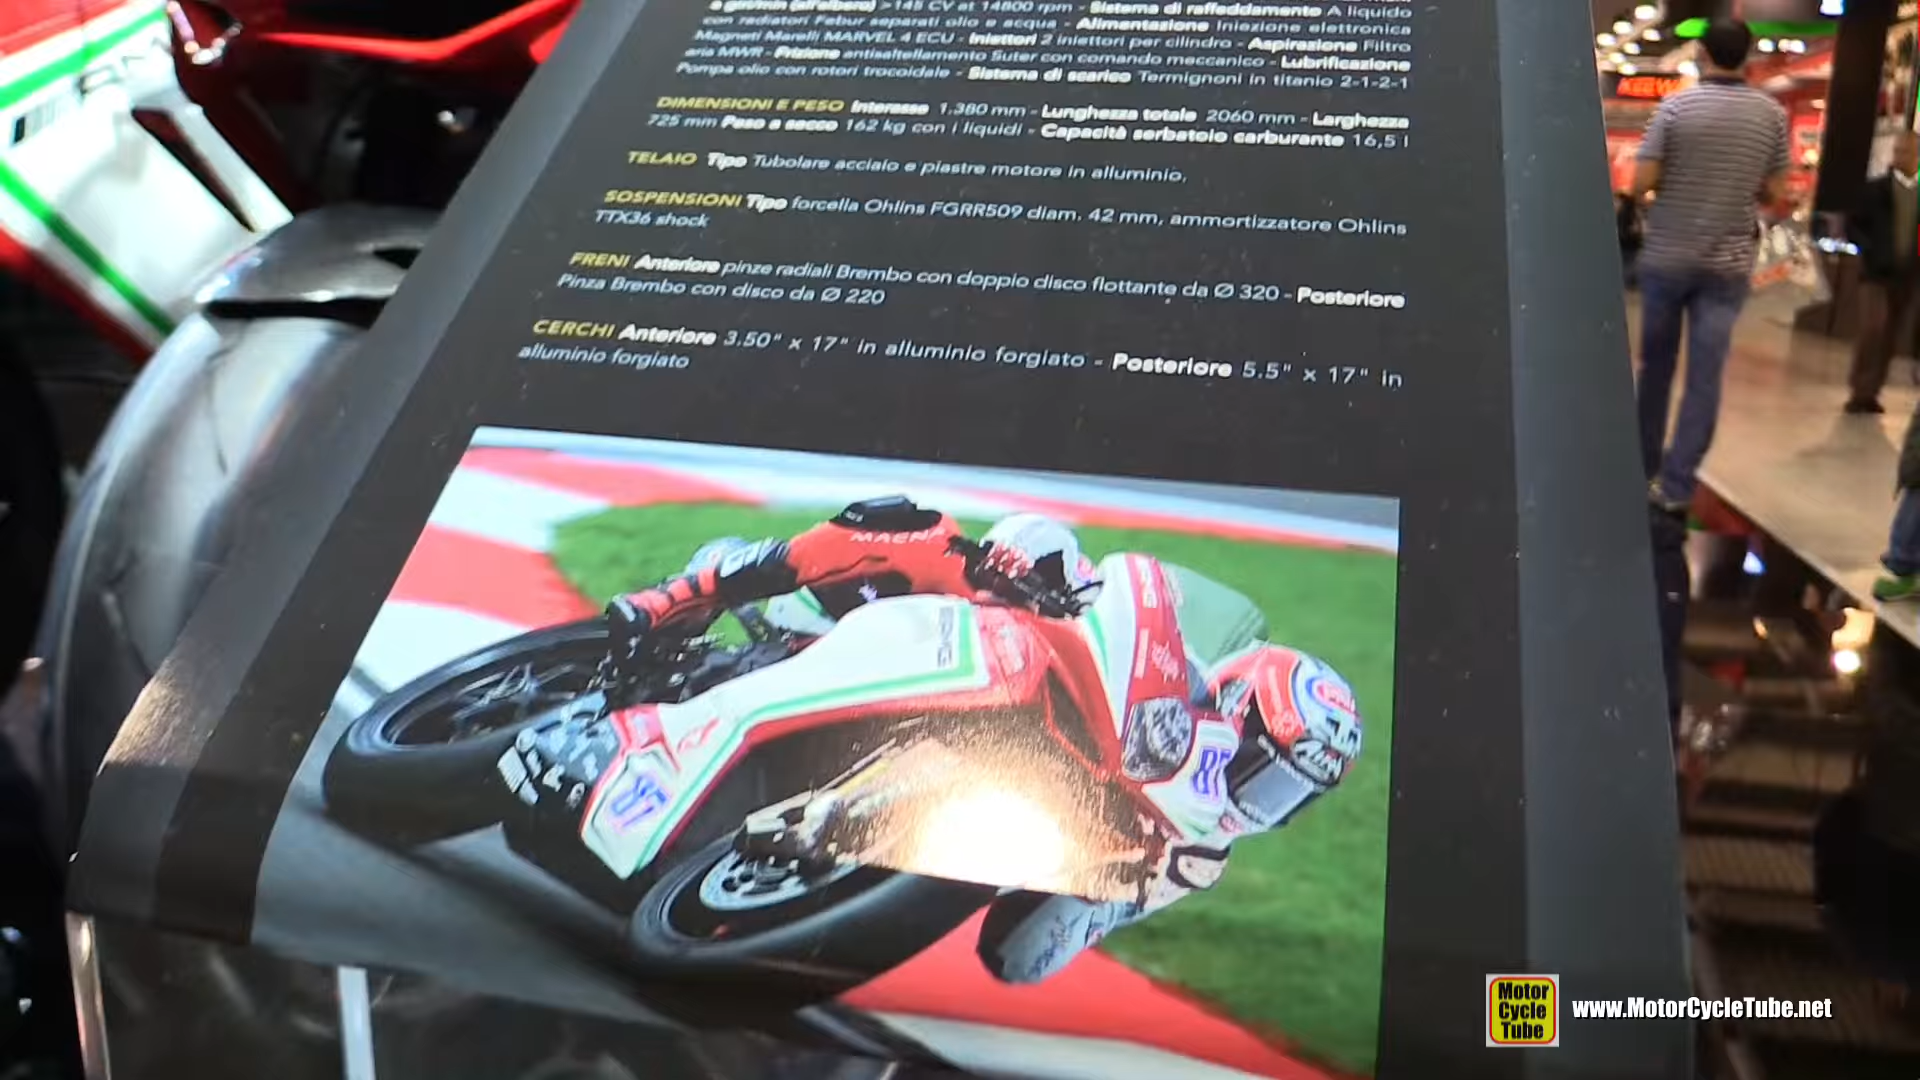 a giri/min (all'albero) >148 CV at 14800 rpm - Sistema di raffeddamento A liquido
con radiatori Febur separati olio e acqua - Alimentazione Iniezione elettronica
Magneti Marelli MARVEL 4 ECU - Iniettori 2 iniettori per cilindro - Aspirazione Filtro
aria MWR - Frizione antisaltellamento Suter con comando meccanico - Lubrificazione
Pompa olio con rotori trocoidale - Sistema di scarico Termignoni in titanio 2-1-2-1
DIMENSIONI E PESO Interasse 1.380 mm - Lunghezza totale 2060 mm - Larghezza
725 mm Peso a secco 162 kg con i liquidi - Capacità serbatoio carburante 16,5 l
TELAIO Tipo Tubolare acciaio e piastre motore in alluminio.
SOSPENSIONI Tipo forcella Ohlins FGRR509 diam. 42 mm, ammortizzatore Ohlins
TTX36 shock
FRENI Anteriore pinze radiali Brembo con doppio disco flottante da Ø 320 - Posteriore
Pinza Brembo con disco da Ø 220
CERCHI Anteriore 3.50" x 17" in alluminio forgiato - Posteriore 5.5" x 17" in
alluminio forgiato
MAENA
87
87
Motor
Cycle
Tube
www.MotorCycleTube.net